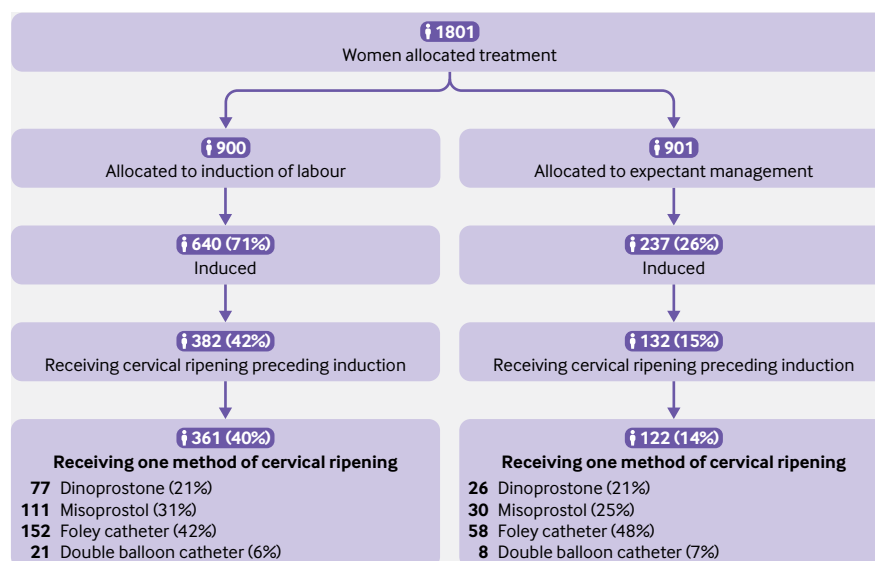 1801
Women allocated treatment
900
Allocated to induction of labour
640 (71%)
Induced
382 (42%)
Receiving cervical ripening preceding induction
361 (40%)
Receiving one method of cervical ripening
77 Dinoprostone (21%)
111 Misoprostol (31%)
152 Foley catheter (42%)
21 Double balloon catheter (6%)
901
Allocated to expectant management
237 (26%)
Induced
132 (15%)
Receiving cervical ripening preceding induction
122 (14%)
Receiving one method of cervical ripening
26 Dinoprostone (21%)
30 Misoprostol (25%)
58 Foley catheter (48%)
8 Double balloon catheter (7%)